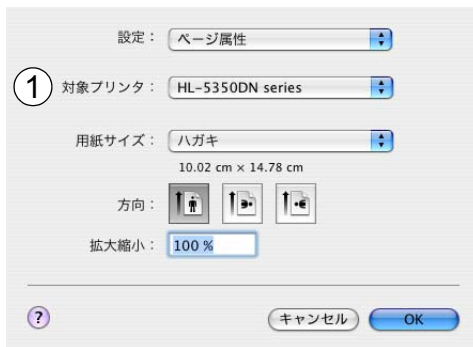 設定： ページ属性
① 対象プリンタ： HL-5350DN series
用紙サイズ： ハガキ
10.02 cm × 14.78 cm
方向：
拡大縮小： 100 %
? キャンセル OK